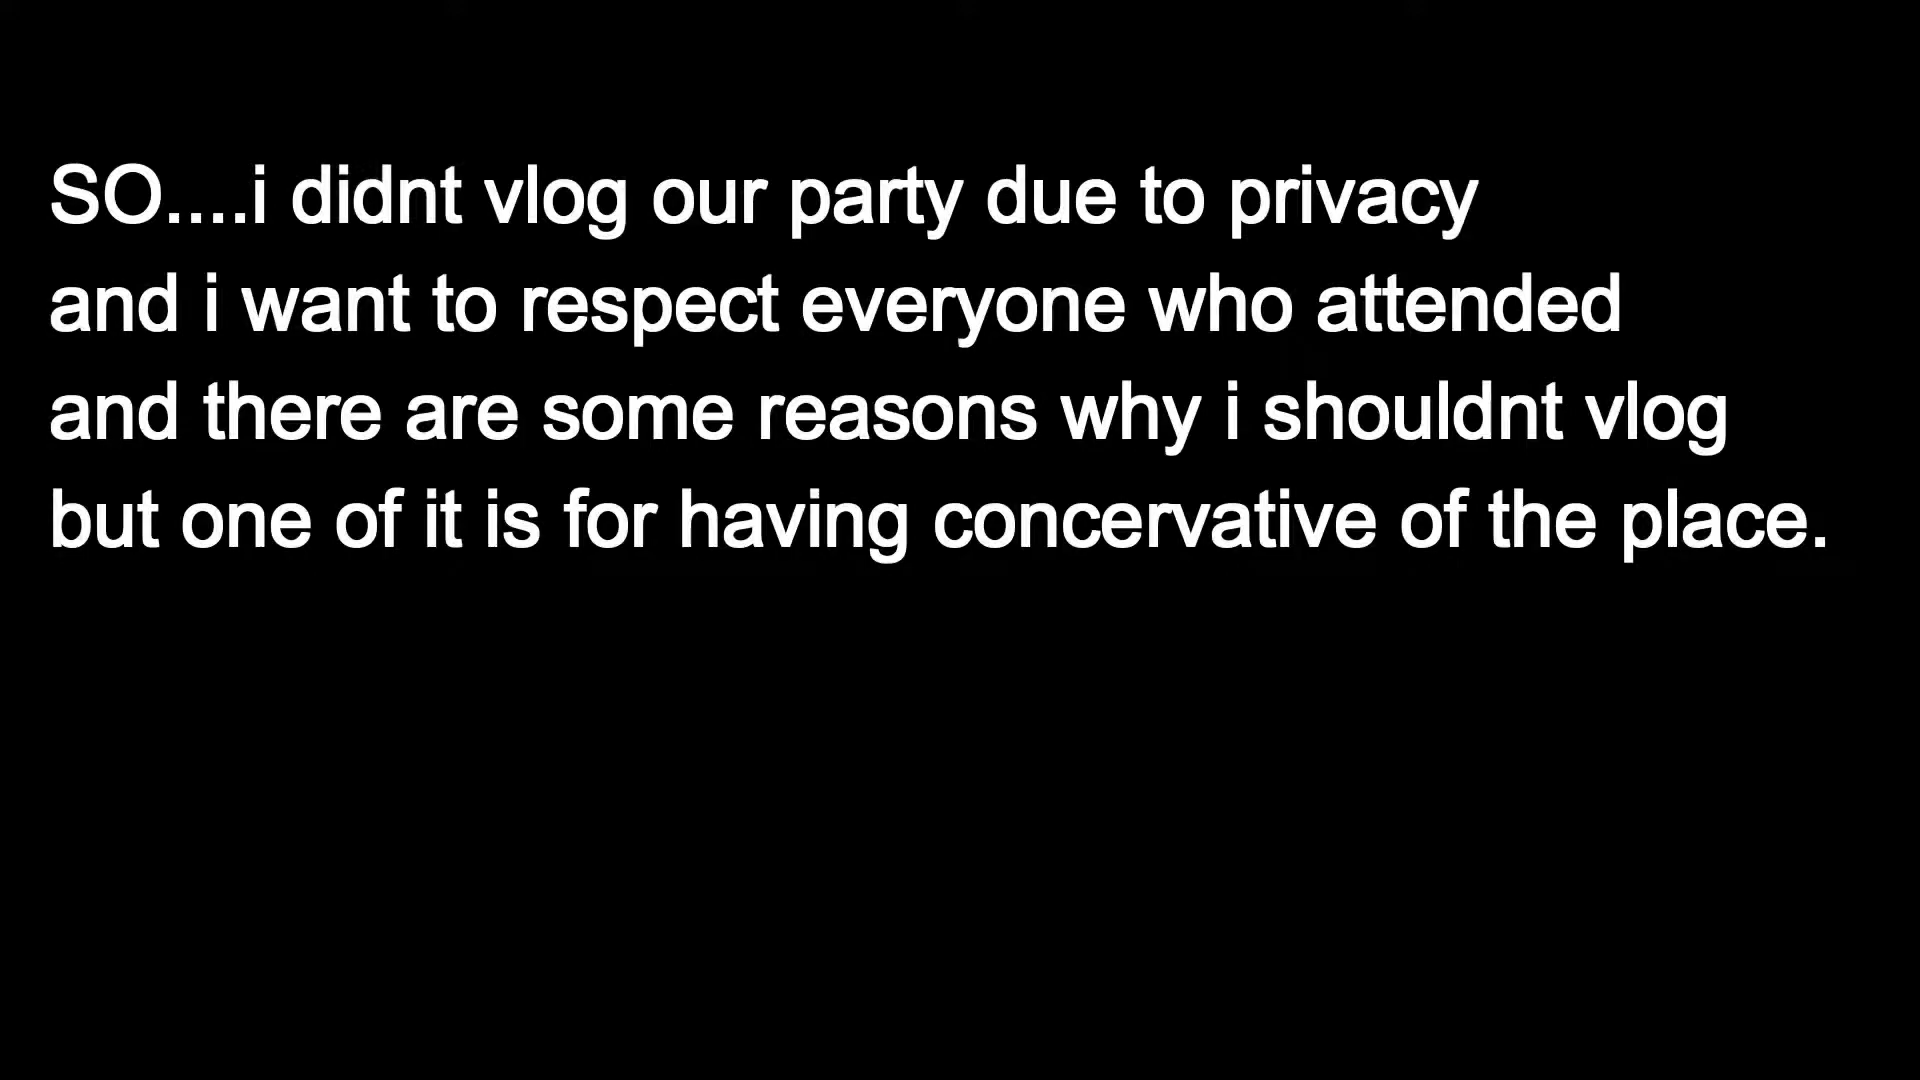 SO....i didnt vlog our party due to privacy
and i want to respect everyone who attended
and there are some reasons why i shouldnt vlog
but one of it is for having concervative of the place.